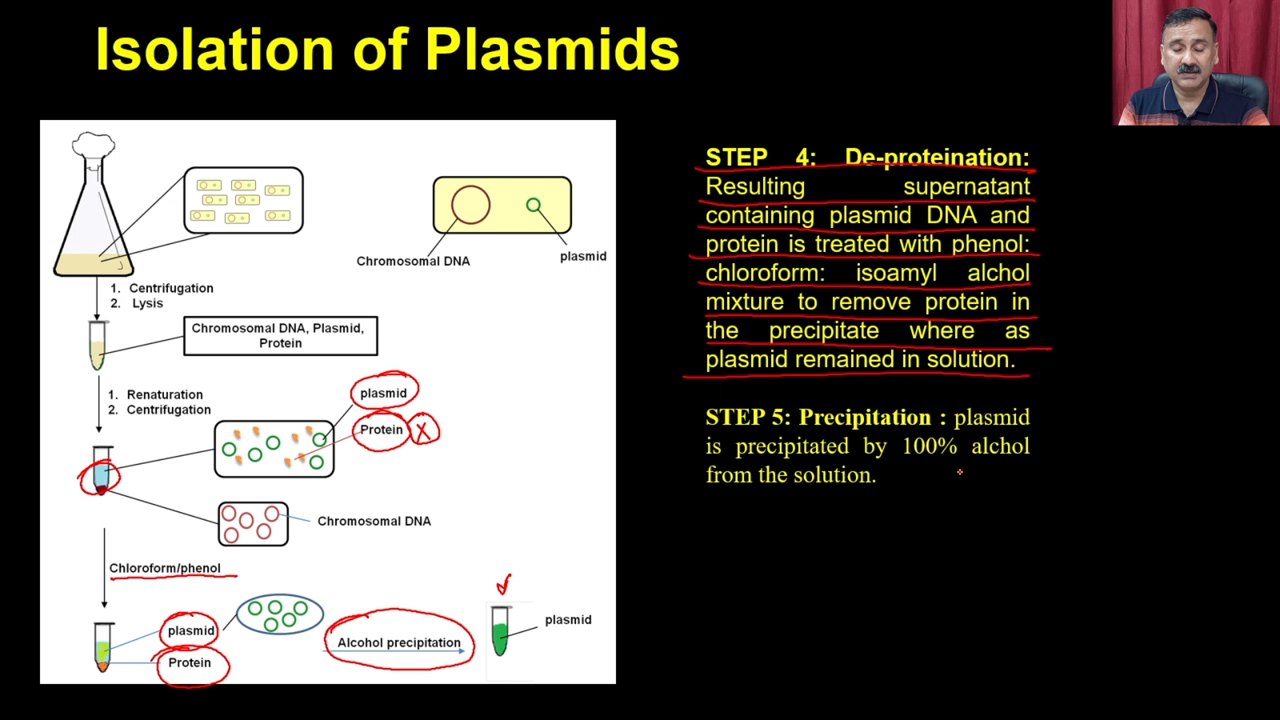 Isolation of Plasmids
Chromosomal DNA
plasmid
1. Centrifugation
2. Lysis
Chromosomal DNA, Plasmid,
Protein
1. Renaturation
2. Centrifugation
plasmid
Protein
X
Chromosomal DNA
Chloroform/phenol
plasmid
Protein
Alcohol precipitation
plasmid
STEP 4: De-proteination:
Resulting supernatant
containing plasmid DNA and
protein is treated with phenol:
chloroform: isoamyl alchol
mixture to remove protein in
the precipitate where as
plasmid remained in solution.
STEP 5: Precipitation : plasmid
is precipitated by 100% alchol
from the solution.